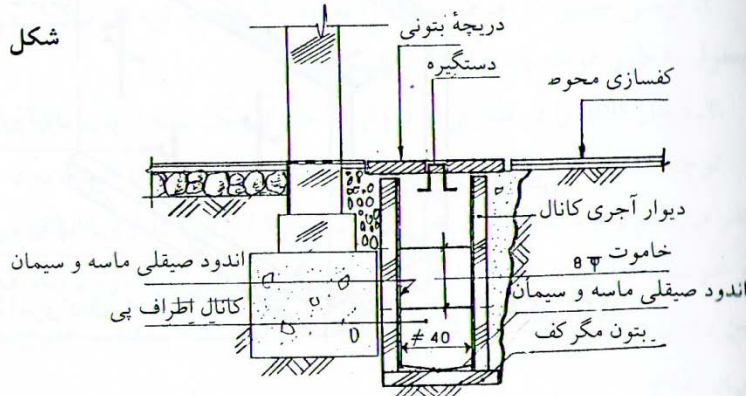 شکل
دریچهٔ بتونی
دستگیره
کفسازی محوط
دیوار آجری کانال
خاموت φ 8
اندود صیقلی ماسه و سیمان
اندود صیقلی ماسه و سیمان
کانال اطراف پی
≠ 40
بتون مگر کف